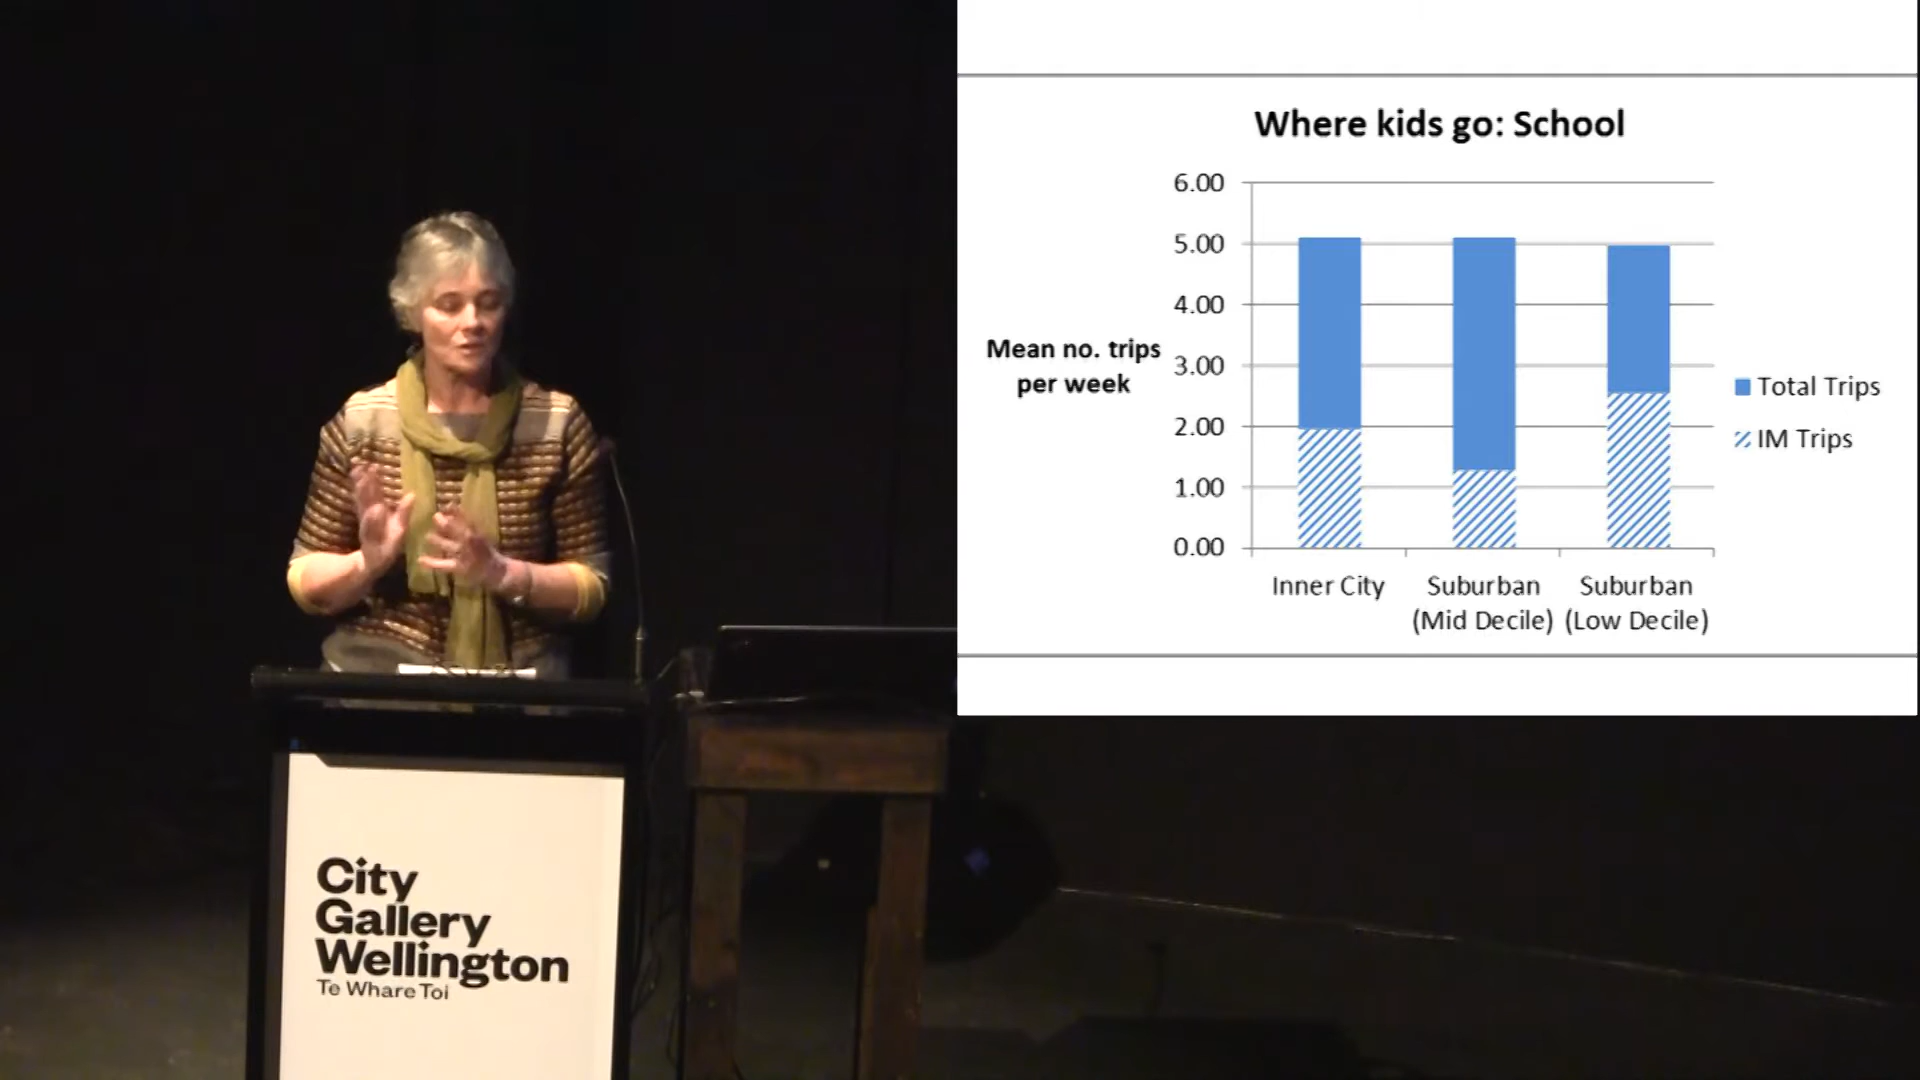 Where kids go: School
6.00
5.00
4.00
3.00
2.00
1.00
0.00
Mean no. trips
per week
Total Trips
IM Trips
Inner City
Suburban
(Mid Decile)
Suburban
(Low Decile)
City
Gallery
Wellington
Te Whare Toi